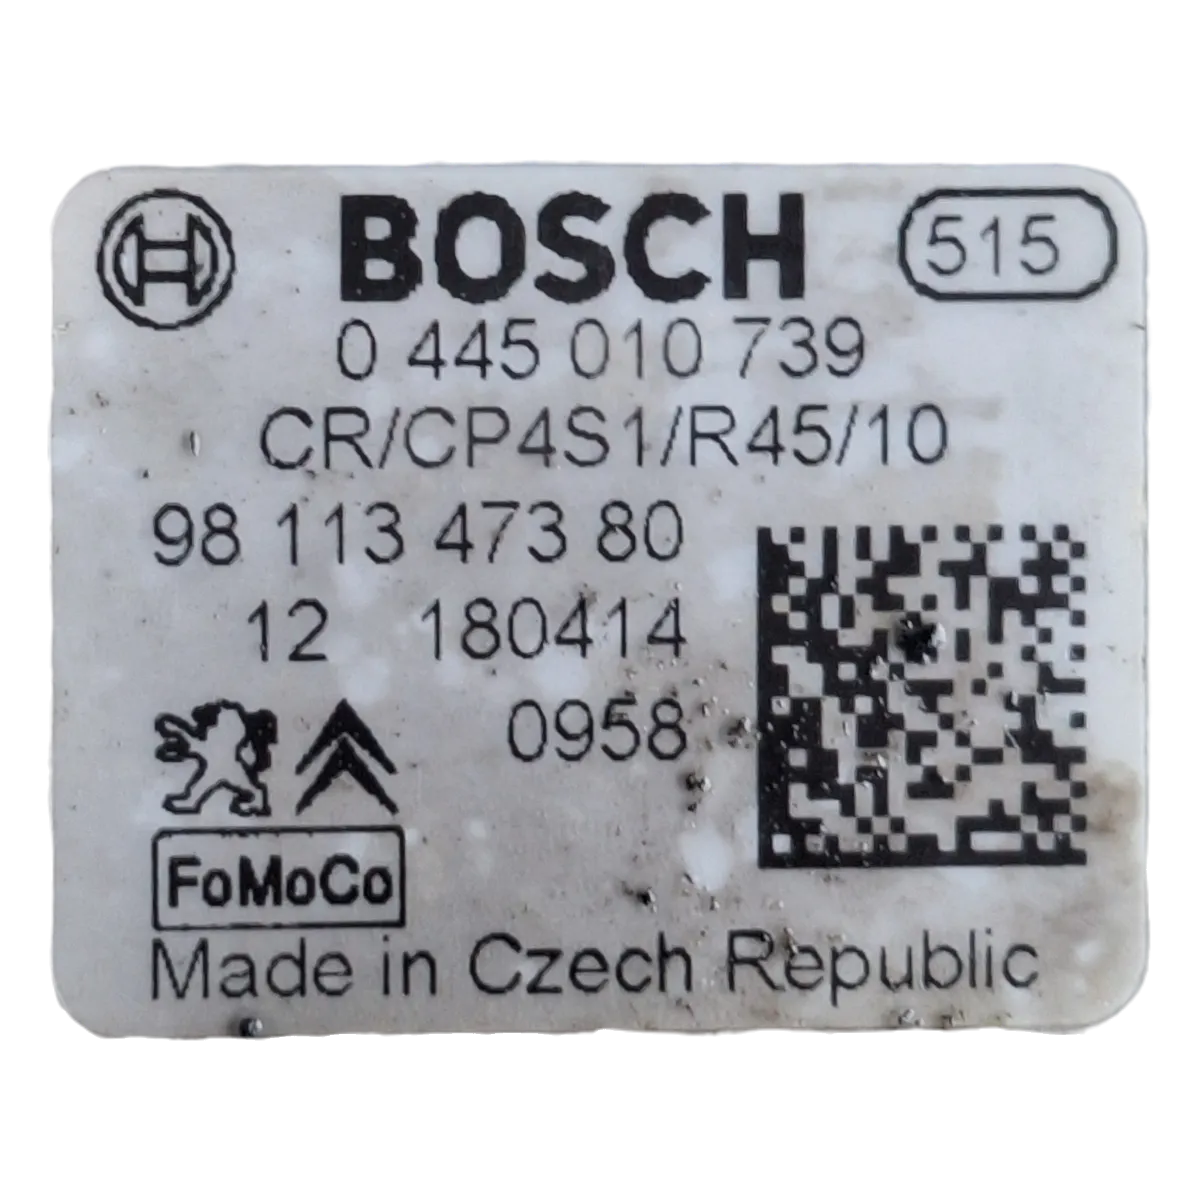 BOSCH 515
0 445 010 739
CR/CP4S1/R45/10
98 113 473 80
12 180414
0958
FoMoCo
Made in Czech Republic